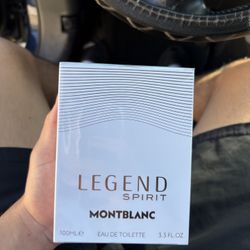 LEGEND
SPIRIT
MONTBLANC
100ML℮ EAU DE TOILETTE 3.3 FL.OZ